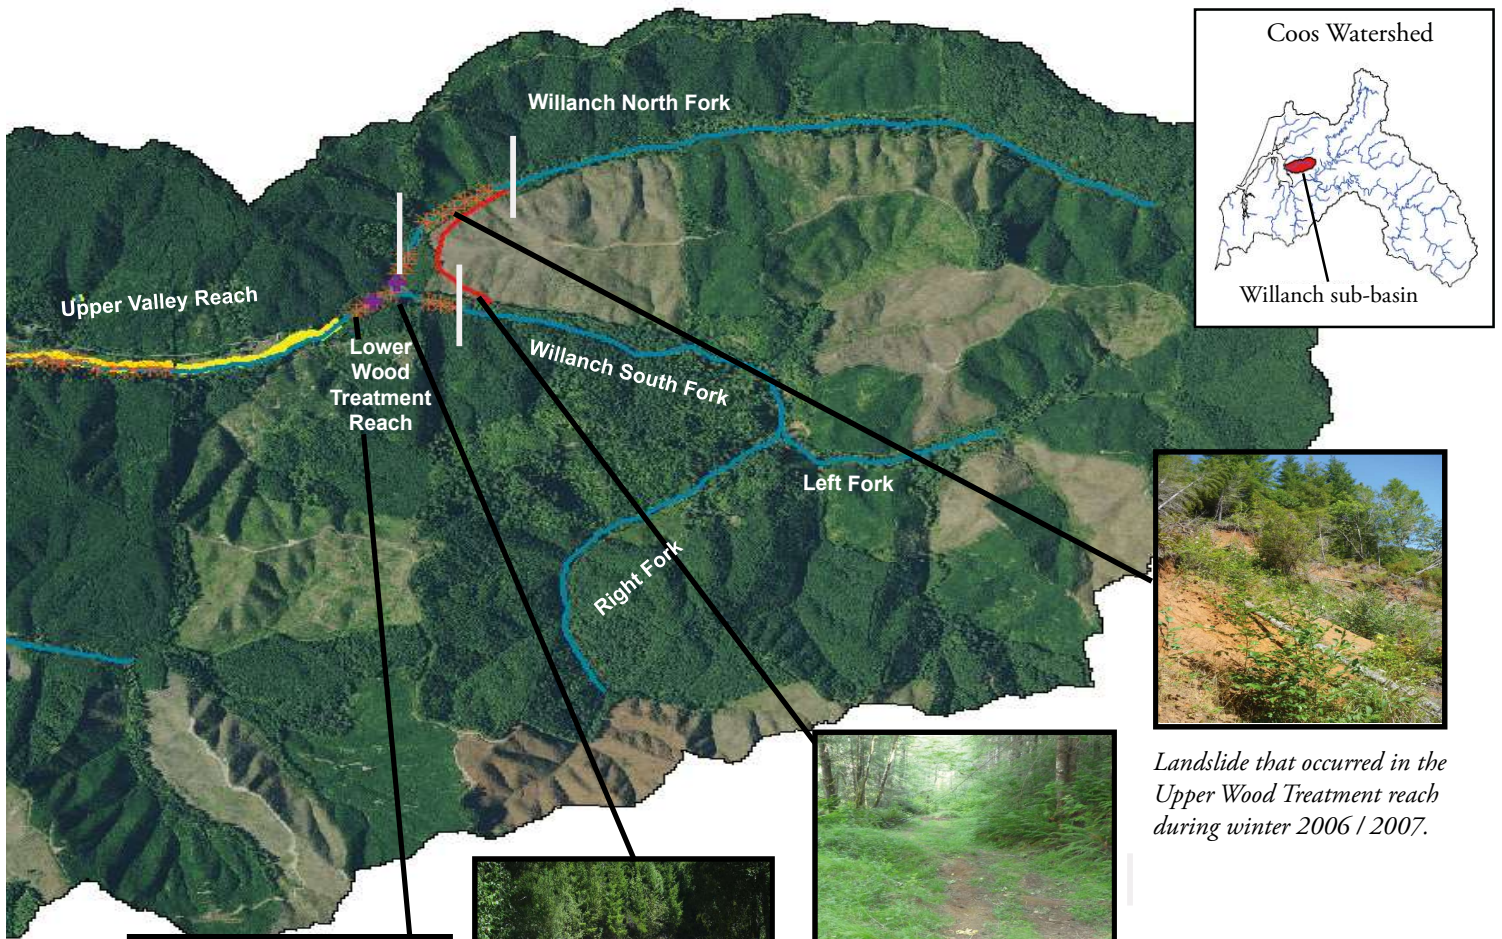 Coos Watershed
Willanch sub-basin
Willanch North Fork
Upper Valley Reach
Lower
Wood
Treatment
Reach
Willanch South Fork
Left Fork
Right Fork
Landslide that occurred in the
Upper Wood Treatment reach
during winter 2006 / 2007.